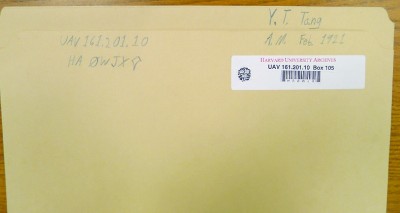 Y. T. Tang
A.M. Feb 1921
UAV 161.201.10
HARVARD UNIVERSITY ARCHIVES
UAV 161.201.10 Box 105